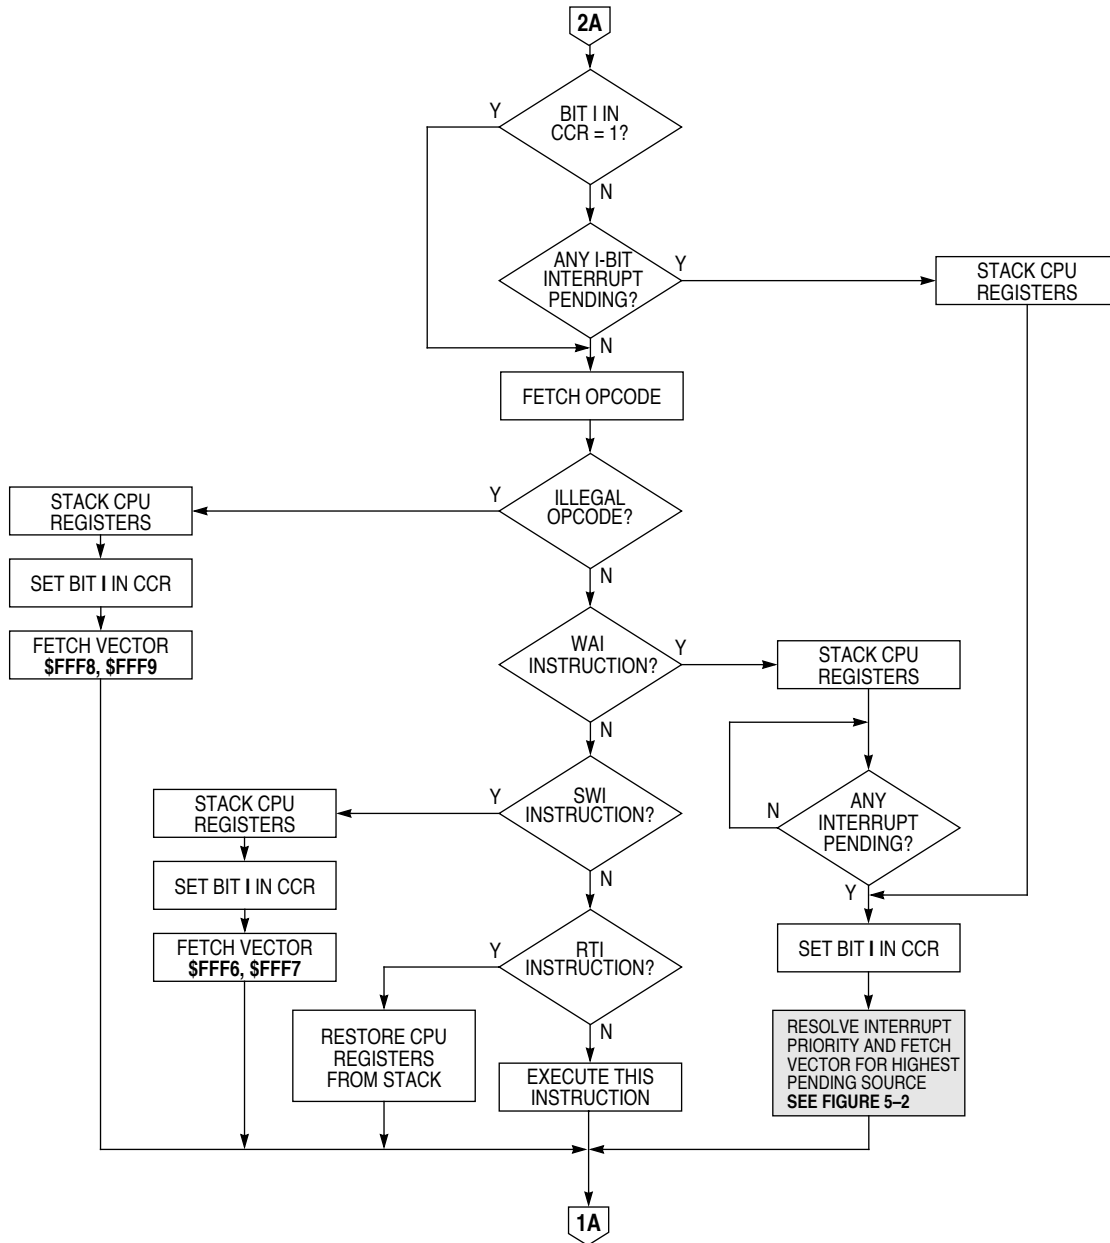 2A
Y
BIT I IN
CCR = 1?
N
ANY I-BIT
INTERRUPT
PENDING?
Y
STACK CPU
REGISTERS
N
FETCH OPCODE
STACK CPU
REGISTERS
Y
ILLEGAL
OPCODE?
SET BIT I IN CCR
N
FETCH VECTOR
$FFF8, $FFF9
WAI
INSTRUCTION?
Y
STACK CPU
REGISTERS
N
STACK CPU
REGISTERS
Y
SWI
INSTRUCTION?
N
ANY
INTERRUPT
PENDING?
SET BIT I IN CCR
N
Y
FETCH VECTOR
$FFF6, $FFF7
Y
RTI
INSTRUCTION?
SET BIT I IN CCR
RESTORE CPU
REGISTERS
FROM STACK
N
EXECUTE THIS
INSTRUCTION
RESOLVE INTERRUPT
PRIORITY AND FETCH
VECTOR FOR HIGHEST
PENDING SOURCE
SEE FIGURE 5–2
1A